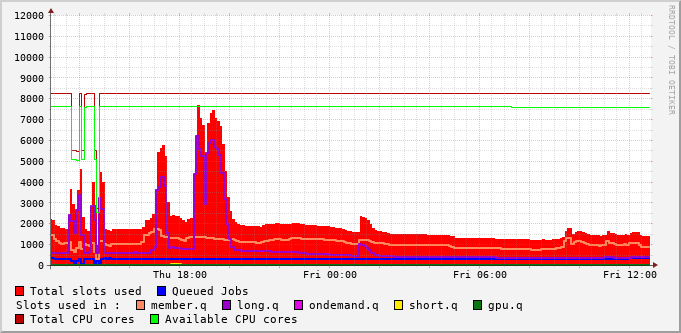 12000
11000
10000
9000
8000
7000
6000
5000
4000
3000
2000
1000
0
Thu 18:00 Fri 00:00 Fri 06:00 Fri 12:00
Total slots used Queued Jobs
Slots used in : member.q long.q ondemand.q short.q gpu.q
Total CPU cores Available CPU cores
RRDTOOL / TOBI OETIKER